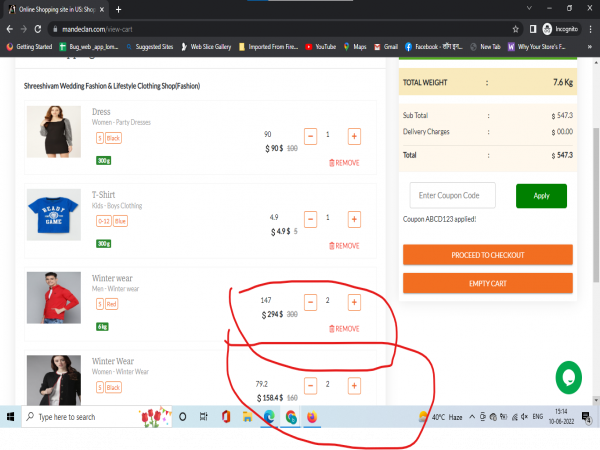 Online Shopping site in US: Shop
mandeclan.com/view-cart
Incognito
Getting Started
Bug_web_app_lom...
Suggested Sites
Web Slice Gallery
Imported From Fire...
YouTube
Maps
Gmail
New Tab
Why Your Store's F...
Shreeshivam Wedding Fashion & Lifestyle Clothing Shop(Fashion)
Dress
Women - Party Dresses
S Black
300 g
90
$ 90 $ 100
- 1 +
REMOVE
T-Shirt
Kids - Boys Clothing
0-12 Blue
300 g
READY
GAME
4.9
$ 4.9 $ 5
- 1 +
REMOVE
Winter wear
Men - Winter wear
S Red
6 kg
147
$ 294 $ 300
- 2 +
REMOVE
Winter Wear
Women - Winter Wear
S Black
79.2
$ 158.4 $ 160
- 2 +
TOTAL WEIGHT : 7.6 Kg
Sub Total : $ 547.3
Delivery Charges : $ 00.00
Total : $ 547.3
Enter Coupon Code
Apply
Coupon ABCD123 applied!
PROCEED TO CHECKOUT
EMPTY CART
Type here to search
40°C Haze
ENG
15:14
10-06-2022